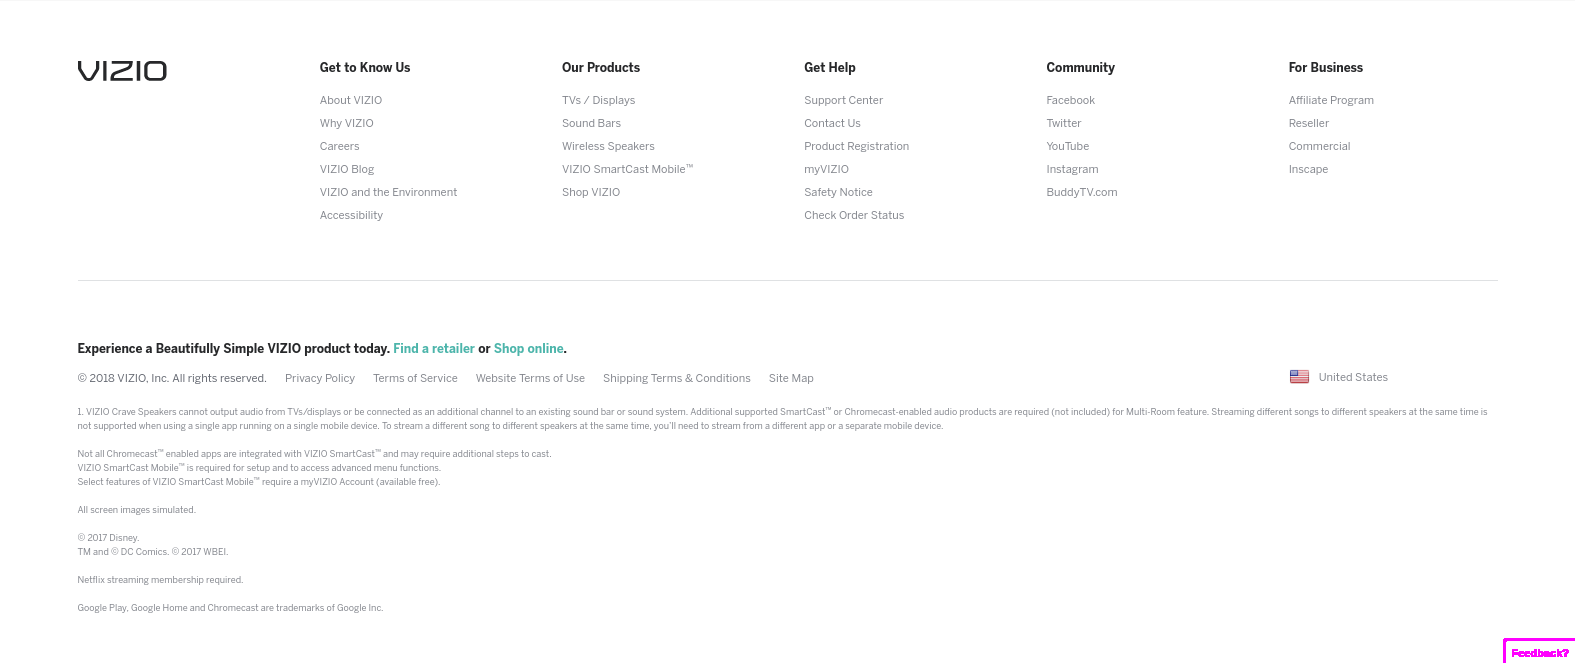 VIZIO
Get to Know Us
About VIZIO
Why VIZIO
Careers
VIZIO Blog
VIZIO and the Environment
Accessibility
Our Products
TVs / Displays
Sound Bars
Wireless Speakers
VIZIO SmartCast Mobile™
Shop VIZIO
Get Help
Support Center
Contact Us
Product Registration
myVIZIO
Safety Notice
Check Order Status
Community
Facebook
Twitter
YouTube
Instagram
BuddyTV.com
For Business
Affiliate Program
Reseller
Commercial
Inscape
Experience a Beautifully Simple VIZIO product today. Find a retailer or Shop online.
© 2018 VIZIO, Inc. All rights reserved. Privacy Policy Terms of Service Website Terms of Use Shipping Terms & Conditions Site Map
United States
1. VIZIO Crave Speakers cannot output audio from TVs/displays or be connected as an additional channel to an existing sound bar or sound system. Additional supported SmartCast™ or Chromecast-enabled audio products are required (not included) for Multi-Room feature. Streaming different songs to different speakers at the same time is
not supported when using a single app running on a single mobile device. To stream a different song to different speakers at the same time, you'll need to stream from a different app or a separate mobile device.
Not all Chromecast™ enabled apps are integrated with VIZIO SmartCast™ and may require additional steps to cast.
VIZIO SmartCast Mobile™ is required for setup and to access advanced menu functions.
Select features of VIZIO SmartCast Mobile™ require a myVIZIO Account (available free).
All screen images simulated.
© 2017 Disney.
TM and © DC Comics. © 2017 WBEI.
Netflix streaming membership required.
Google Play, Google Home and Chromecast are trademarks of Google Inc.
Feedback?